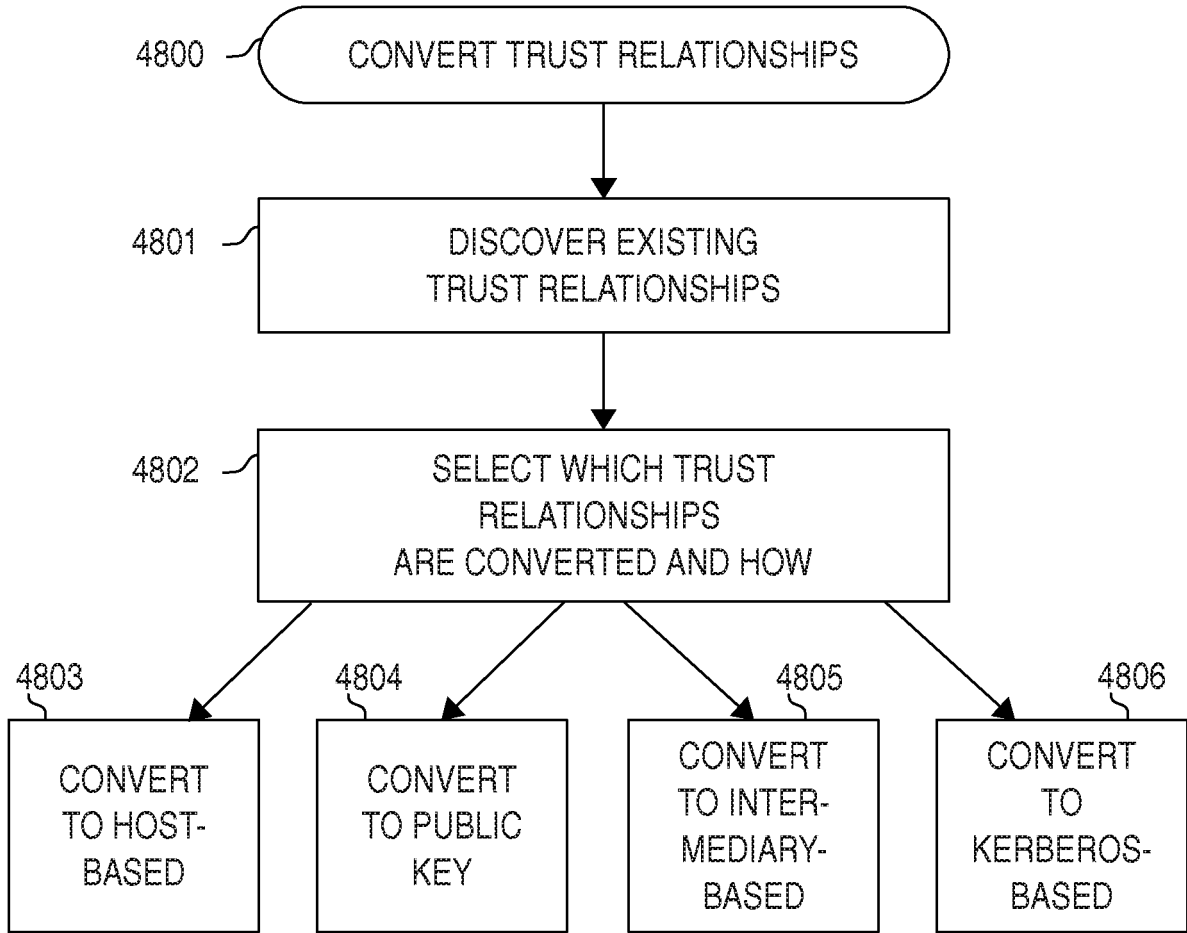 4800
CONVERT TRUST RELATIONSHIPS
4801
DISCOVER EXISTING
TRUST RELATIONSHIPS
4802
SELECT WHICH TRUST
RELATIONSHIPS
ARE CONVERTED AND HOW
4803
CONVERT
TO HOST-
BASED
4804
CONVERT
TO PUBLIC
KEY
4805
CONVERT
TO INTER-
MEDIARY-
BASED
4806
CONVERT
TO
KERBEROS-
BASED